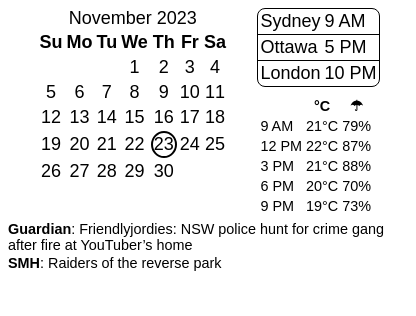 November 2023
Su Mo Tu We Th Fr Sa
1 2 3 4
5 6 7 8 9 10 11
12 13 14 15 16 17 18
19 20 21 22 23 24 25
26 27 28 29 30
Sydney 9 AM
Ottawa 5 PM
London 10 PM
°C ☂
9 AM 21°C 79%
12 PM 22°C 87%
3 PM 21°C 88%
6 PM 20°C 70%
9 PM 19°C 73%
Guardian: Friendlyjordies: NSW police hunt for crime gang
after fire at YouTuber's home
SMH: Raiders of the reverse park